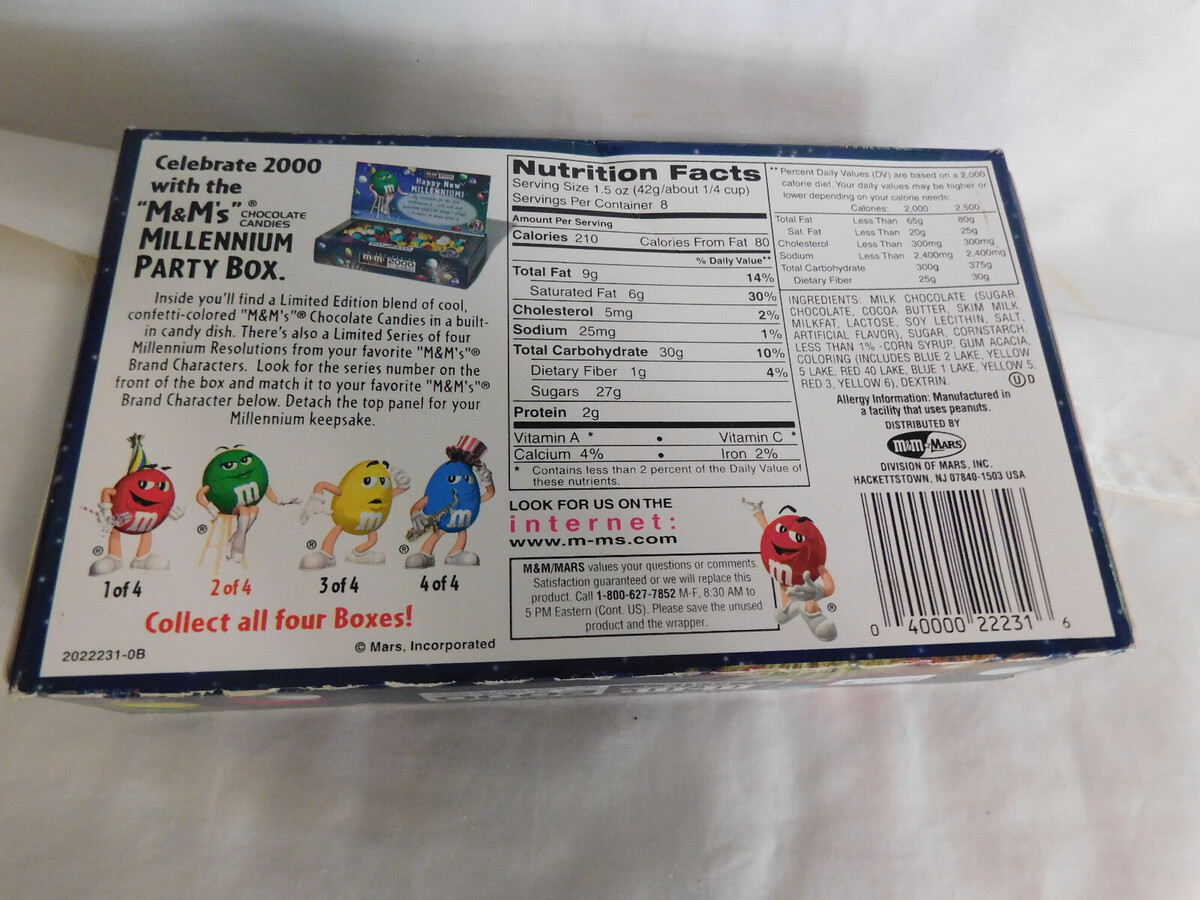 Celebrate 2000
with the
"M&M's"® CHOCOLATE
CANDIES
MILLENNIUM
PARTY BOX.
Happy New
MILLENNIUM!
2000
Inside you'll find a Limited Edition blend of cool,
confetti-colored "M&M's"® Chocolate Candies in a built-
in candy dish. There's also a Limited Series of four
Millennium Resolutions from your favorite "M&M's"®
Brand Characters. Look for the series number on the
front of the box and match it to your favorite "M&M's"®
Brand Character below. Detach the top panel for your
Millennium keepsake.
m m m m
® ® ® ®
1 of 4 2 of 4 3 of 4 4 of 4
Collect all four Boxes!
2022231-0B
© Mars, Incorporated
Nutrition Facts
Serving Size 1.5 oz (42g/about 1/4 cup)
Servings Per Container 8
Amount Per Serving
Calories 210 Calories From Fat 80
% Daily Value**
Total Fat 9g 14%
Saturated Fat 6g 30%
Cholesterol 5mg 2%
Sodium 25mg 1%
Total Carbohydrate 30g 10%
Dietary Fiber 1g 4%
Sugars 27g
Protein 2g
Vitamin A * • Vitamin C *
Calcium 4% • Iron 2%
* Contains less than 2 percent of the Daily Value of
these nutrients.
** Percent Daily Values (DV) are based on a 2,000
calorie diet. Your daily values may be higher or
lower depending on your calorie needs:
Calories: 2,000 2,500
Total Fat Less Than 65g 80g
Sat. Fat Less Than 20g 25g
Cholesterol Less Than 300mg 300mg
Sodium Less Than 2,400mg 2,400mg
Total Carbohydrate 300g 375g
Dietary Fiber 25g 30g
INGREDIENTS: MILK CHOCOLATE (SUGAR,
CHOCOLATE, COCOA BUTTER, SKIM MILK,
MILKFAT, LACTOSE, SOY LECITHIN, SALT,
ARTIFICIAL FLAVOR), SUGAR, CORNSTARCH,
LESS THAN 1% -CORN SYRUP, GUM ACACIA,
COLORING (INCLUDES BLUE 2 LAKE, YELLOW
5 LAKE, RED 40 LAKE, BLUE 1 LAKE, YELLOW 5,
RED 3, YELLOW 6), DEXTRIN.
Ⓤ D
Allergy Information: Manufactured in
a facility that uses peanuts.
DISTRIBUTED BY
m&m MARS
DIVISION OF MARS, INC.
HACKETTSTOWN, NJ 07840-1503 USA
LOOK FOR US ON THE
internet:
www.m-ms.com
M&M/MARS values your questions or comments.
Satisfaction guaranteed or we will replace this
product. Call 1-800-627-7852 M-F, 8:30 AM to
5 PM Eastern (Cont. US). Please save the unused
product and the wrapper.
m
®
0 40000 22231 6